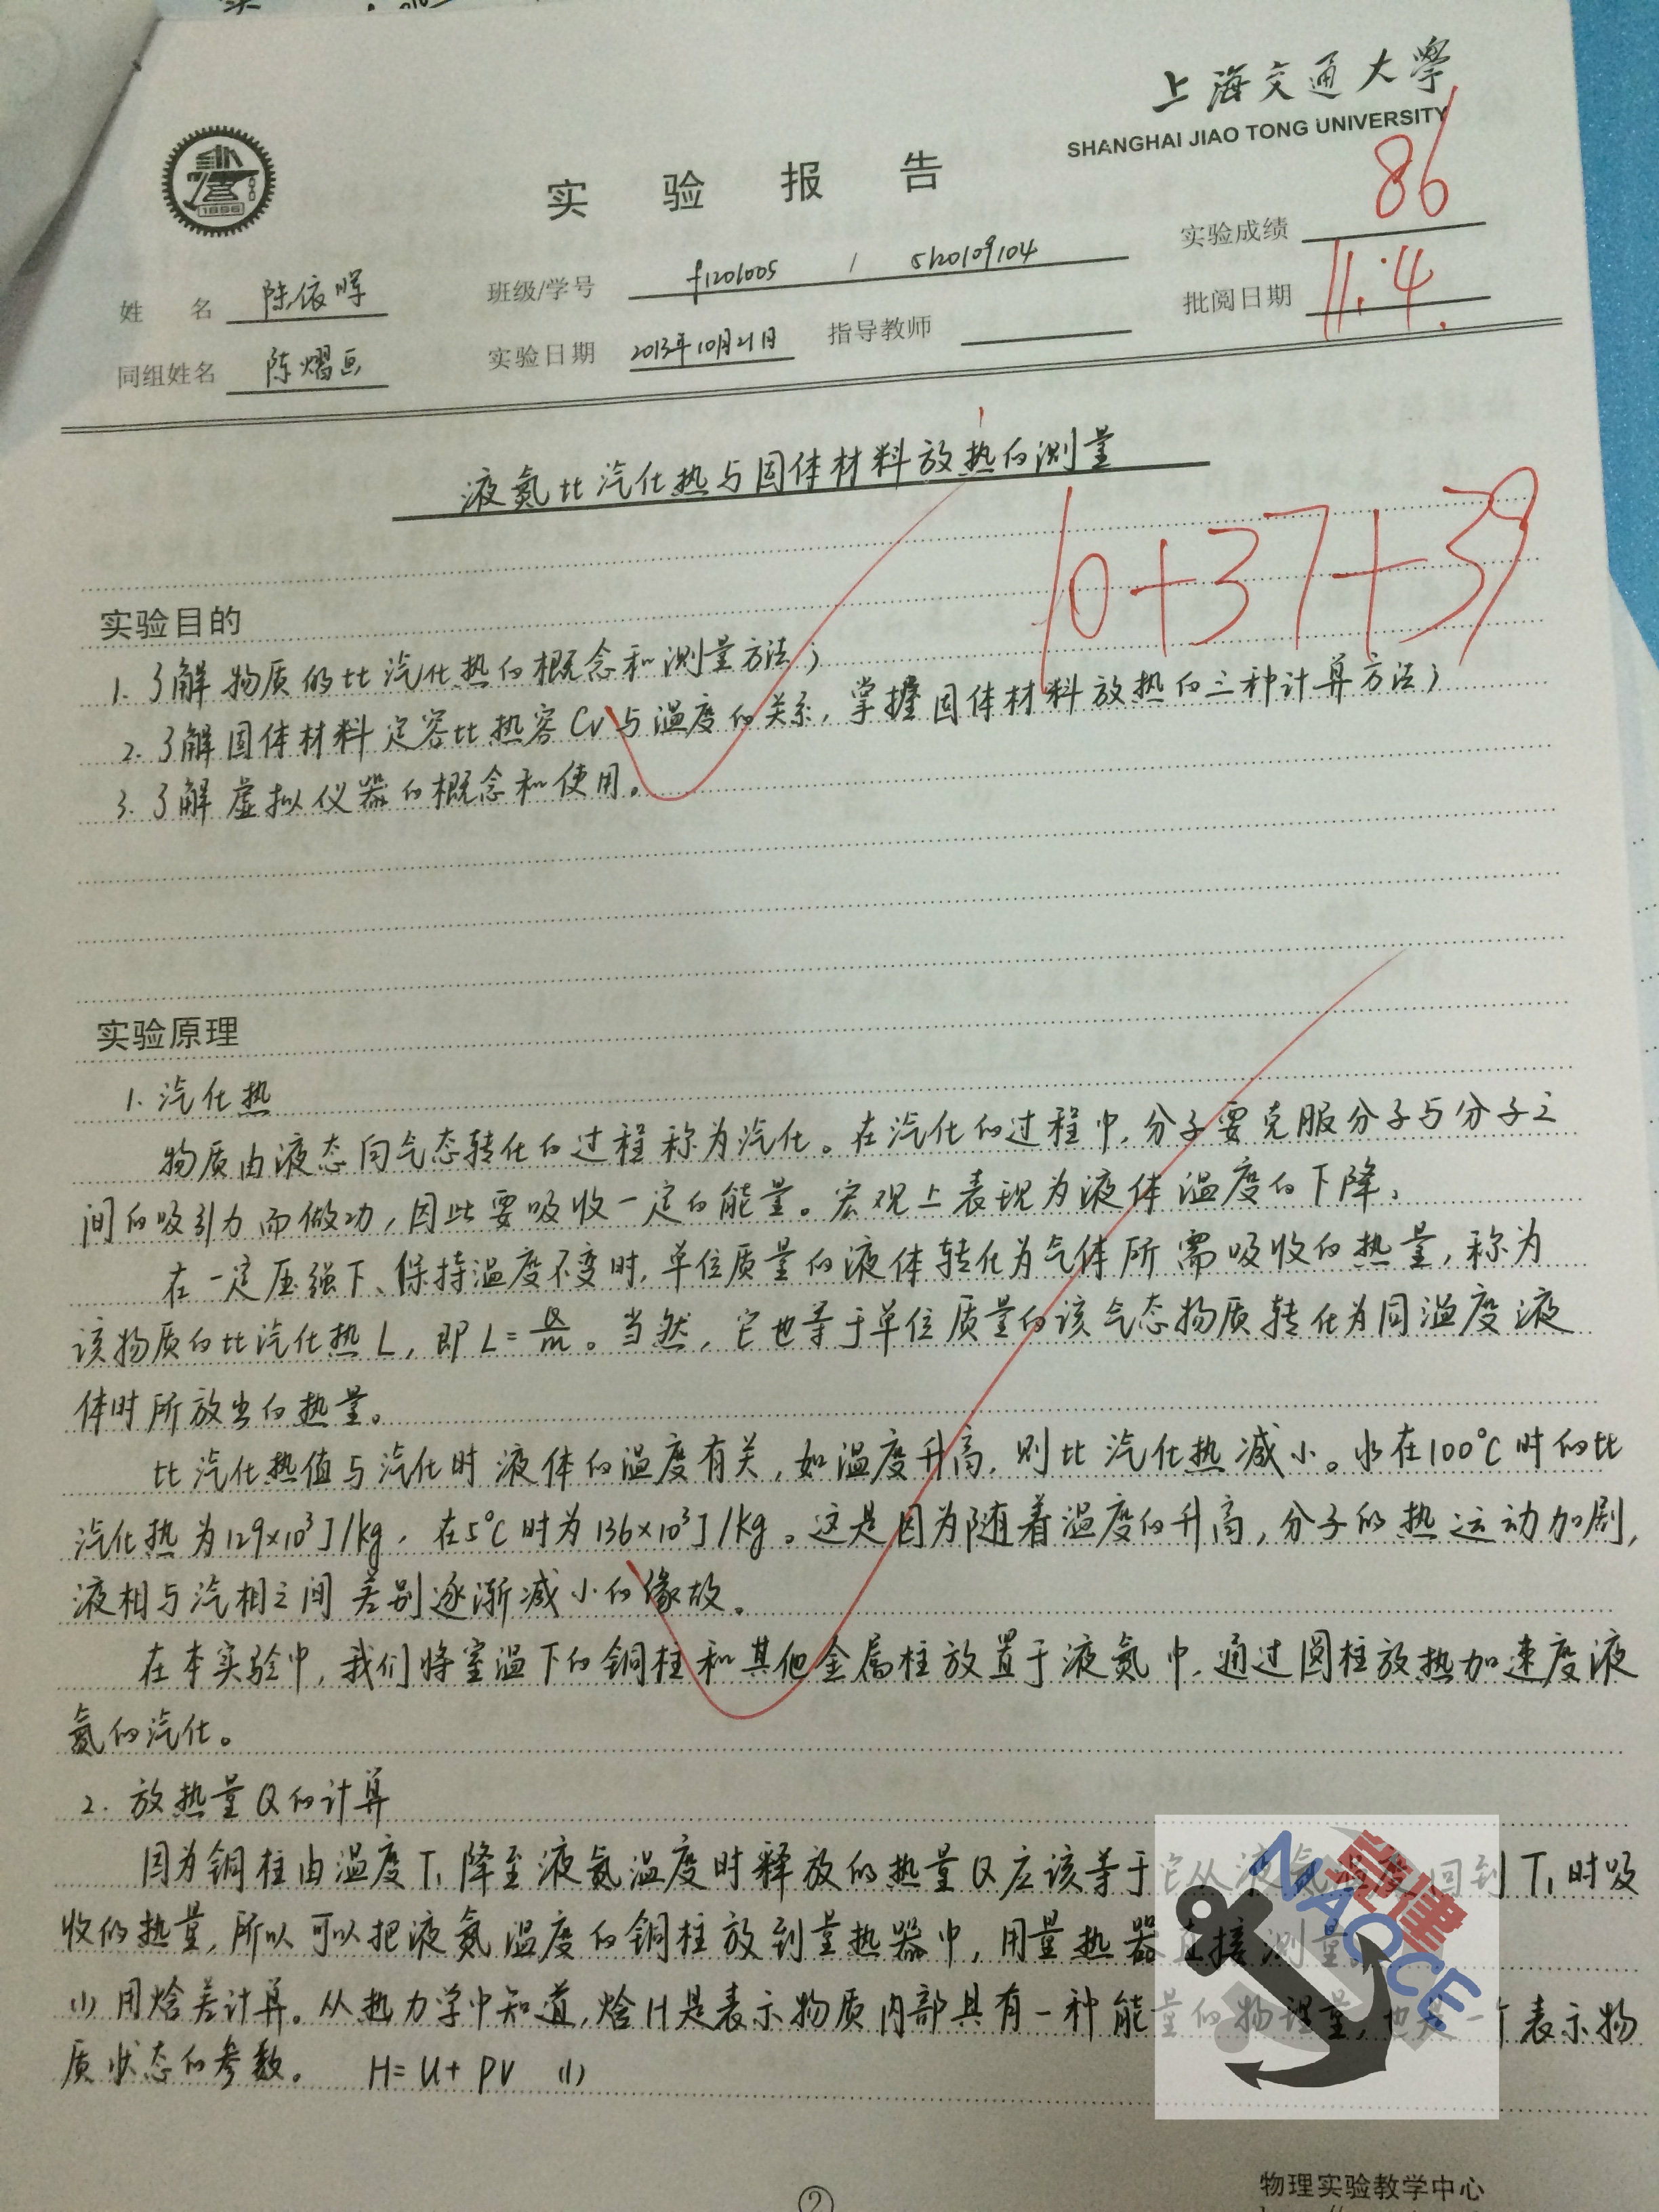 上海交通大學
SHANGHAI JIAO TONG UNIVERSITY
1896
实验报告
实验成绩 86
姓名 陈依晖 班级/学号 f1201005 / 5120109104
批阅日期 11.4.
同组姓名 陈熠画 实验日期 2013年10月21日 指导教师
液氮比汽化热与固体材料放热的测量
10+37+39
实验目的
1. 了解物质的比汽化热的概念和测量方法;
2. 了解固体材料定容比热容Cv与温度的关系,掌握固体材料放热的三种计算方法;
3. 了解虚拟仪器的概念和使用。
实验原理
1. 汽化热
物质由液态向气态转化的过程称为汽化。在汽化的过程中,分子要克服分子与分子之
间的吸引力而做功,因此要吸收一定的能量。宏观上表现为液体温度的下降,
在一定压强下、保持温度不变时,单位质量的液体转化为气体所需吸收的热量,称为
该物质的比汽化热L,即L=Q/m。当然,它也等于单位质量的该气态物质转化为同温度液
体时所放出的热量。
比汽化热值与汽化时液体的温度有关,如温度升高,则比汽化热减小。水在100°C时的比
汽化热为129×10³J/kg,在5°C时为136×10³J/kg。这是因为随着温度的升高,分子的热运动加剧,
液相与汽相之间差别逐渐减小的缘故。
在本实验中,我们将室温下的铜柱和其他金属柱放置于液氮中,通过圆柱放热加速度液
氮的汽化。
2. 放热量Q的计算
因为铜柱由温度T₁降至液氮温度时释放的热量Q应该等于它从液氮温度回到T₁时吸
收的热量,所以可以把液氮温度的铜柱放到量热器中,用量热器直接测量。
(1) 用焓差计算。从热力学中知道,焓H是表示物质内部具有一种能量的物理量,也是一个表示物
质状态的参数。 H=U+PV (1)
船建
NAOCE
②
物理实验教学中心